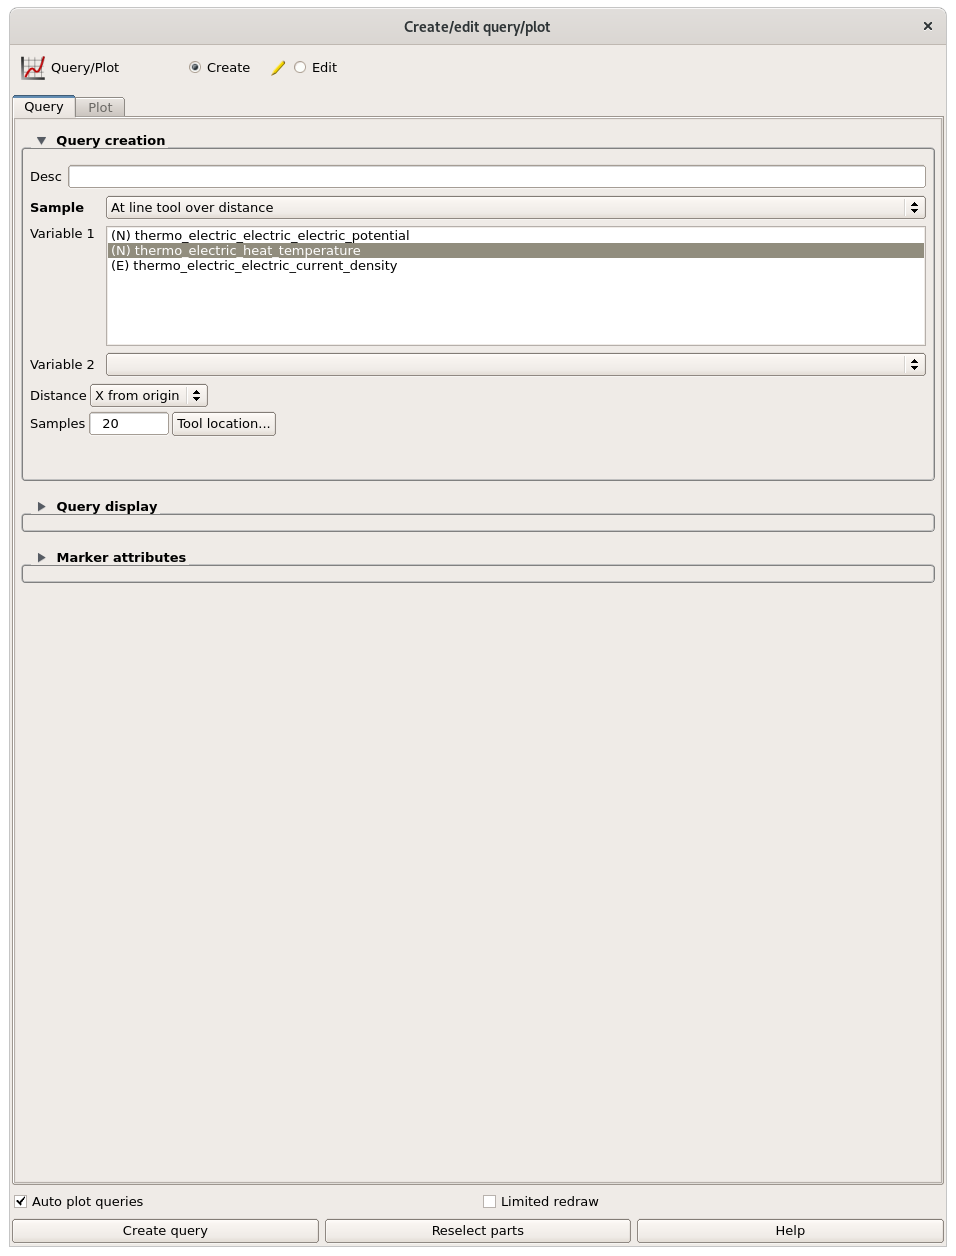 Create/edit query/plot ×
Query/Plot Create Edit
Query Plot
Query creation
Desc
Sample At line tool over distance
Variable 1 (N) thermo_electric_electric_electric_potential
(N) thermo_electric_heat_temperature
(E) thermo_electric_electric_current_density
Variable 2
Distance X from origin
Samples 20 Tool location...
Query display
Marker attributes
Auto plot queries Limited redraw
Create query Reselect parts Help